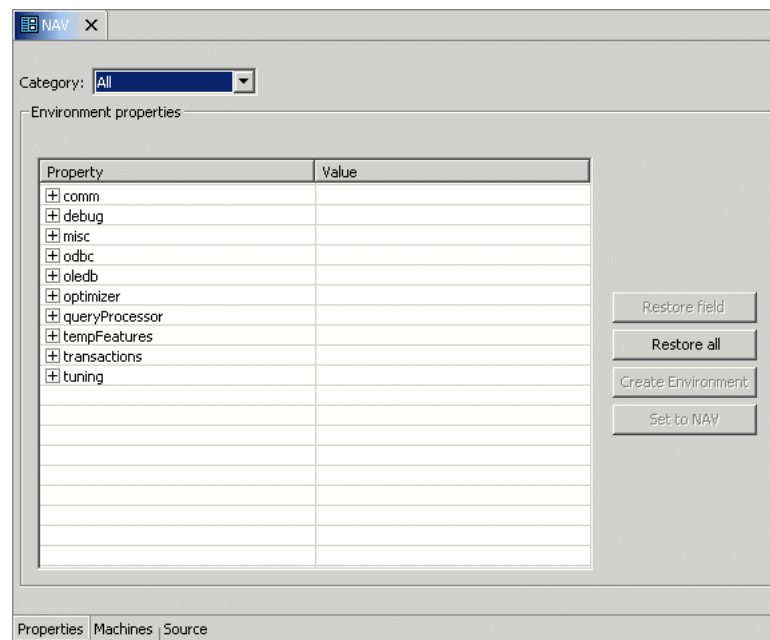 NAV
Category: All
Environment properties
Property Value
comm
debug
misc
odbc
oledb
optimizer
queryProcessor
tempFeatures
transactions
tuning
Restore field
Restore all
Create Environment
Set to NAV
Properties Machines Source